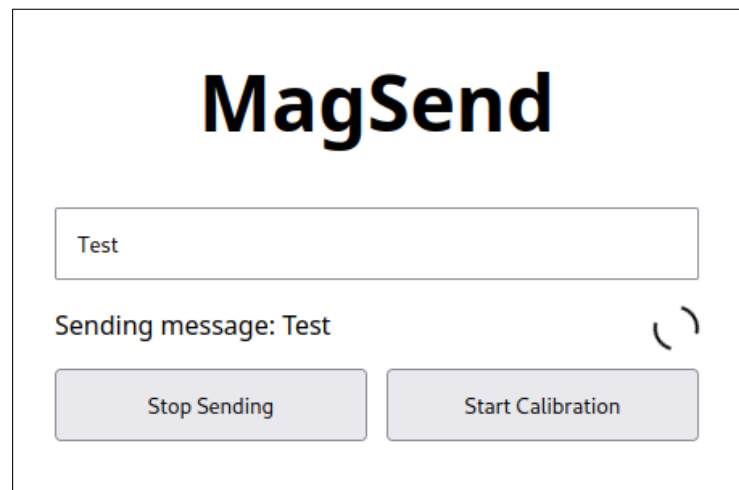 MagSend
Test
Sending message: Test
Stop Sending
Start Calibration